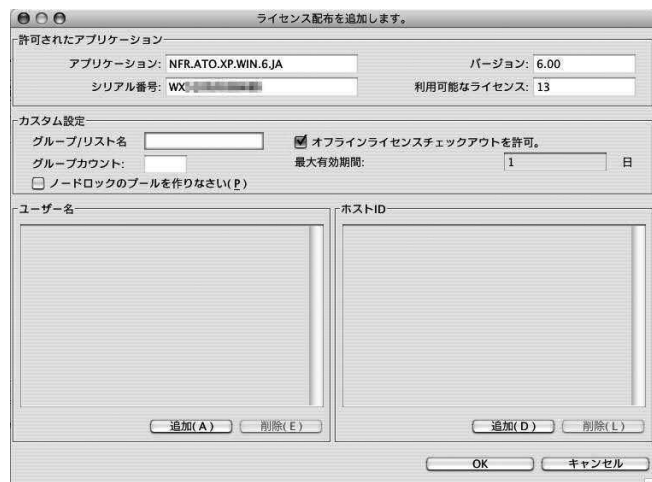 ライセンス配布を追加します。
許可されたアプリケーション
アプリケーション: NFR.ATO.XP.WIN.6.JA
バージョン: 6.00
シリアル番号: WX
利用可能なライセンス: 13
カスタム設定
グループ/リスト名
オフラインライセンスチェックアウトを許可。
グループカウント:
最大有効期間: 1 日
ノードロックのプールを作りなさい(P)
ユーザー名
ホストID
追加(A) 削除(E)
追加(D) 削除(L)
OK キャンセル